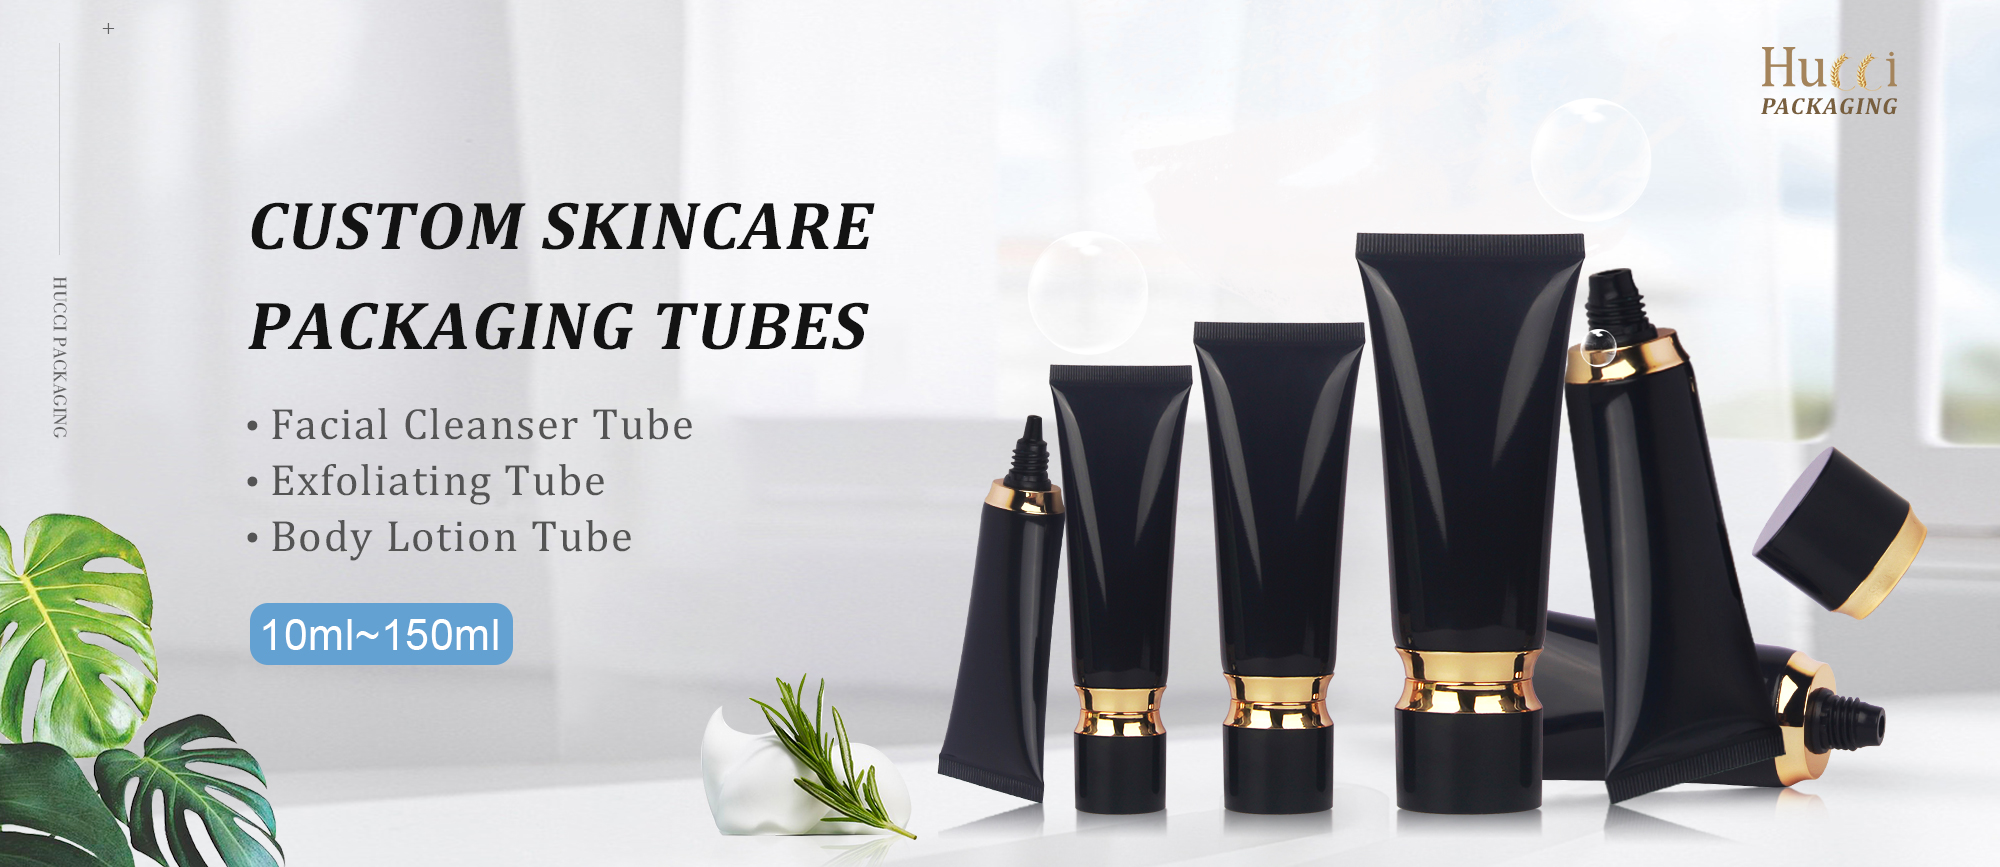 +
HUCCI PACKAGING
Hucci
PACKAGING
CUSTOM SKINCARE
PACKAGING TUBES
• Facial Cleanser Tube
• Exfoliating Tube
• Body Lotion Tube
10ml~150ml